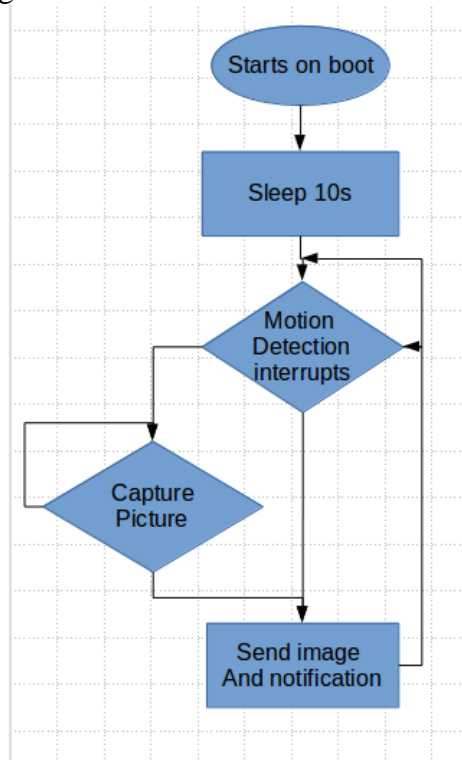 Starts on boot
Sleep 10s
Motion
Detection
interrupts
Capture
Picture
Send image
And notification